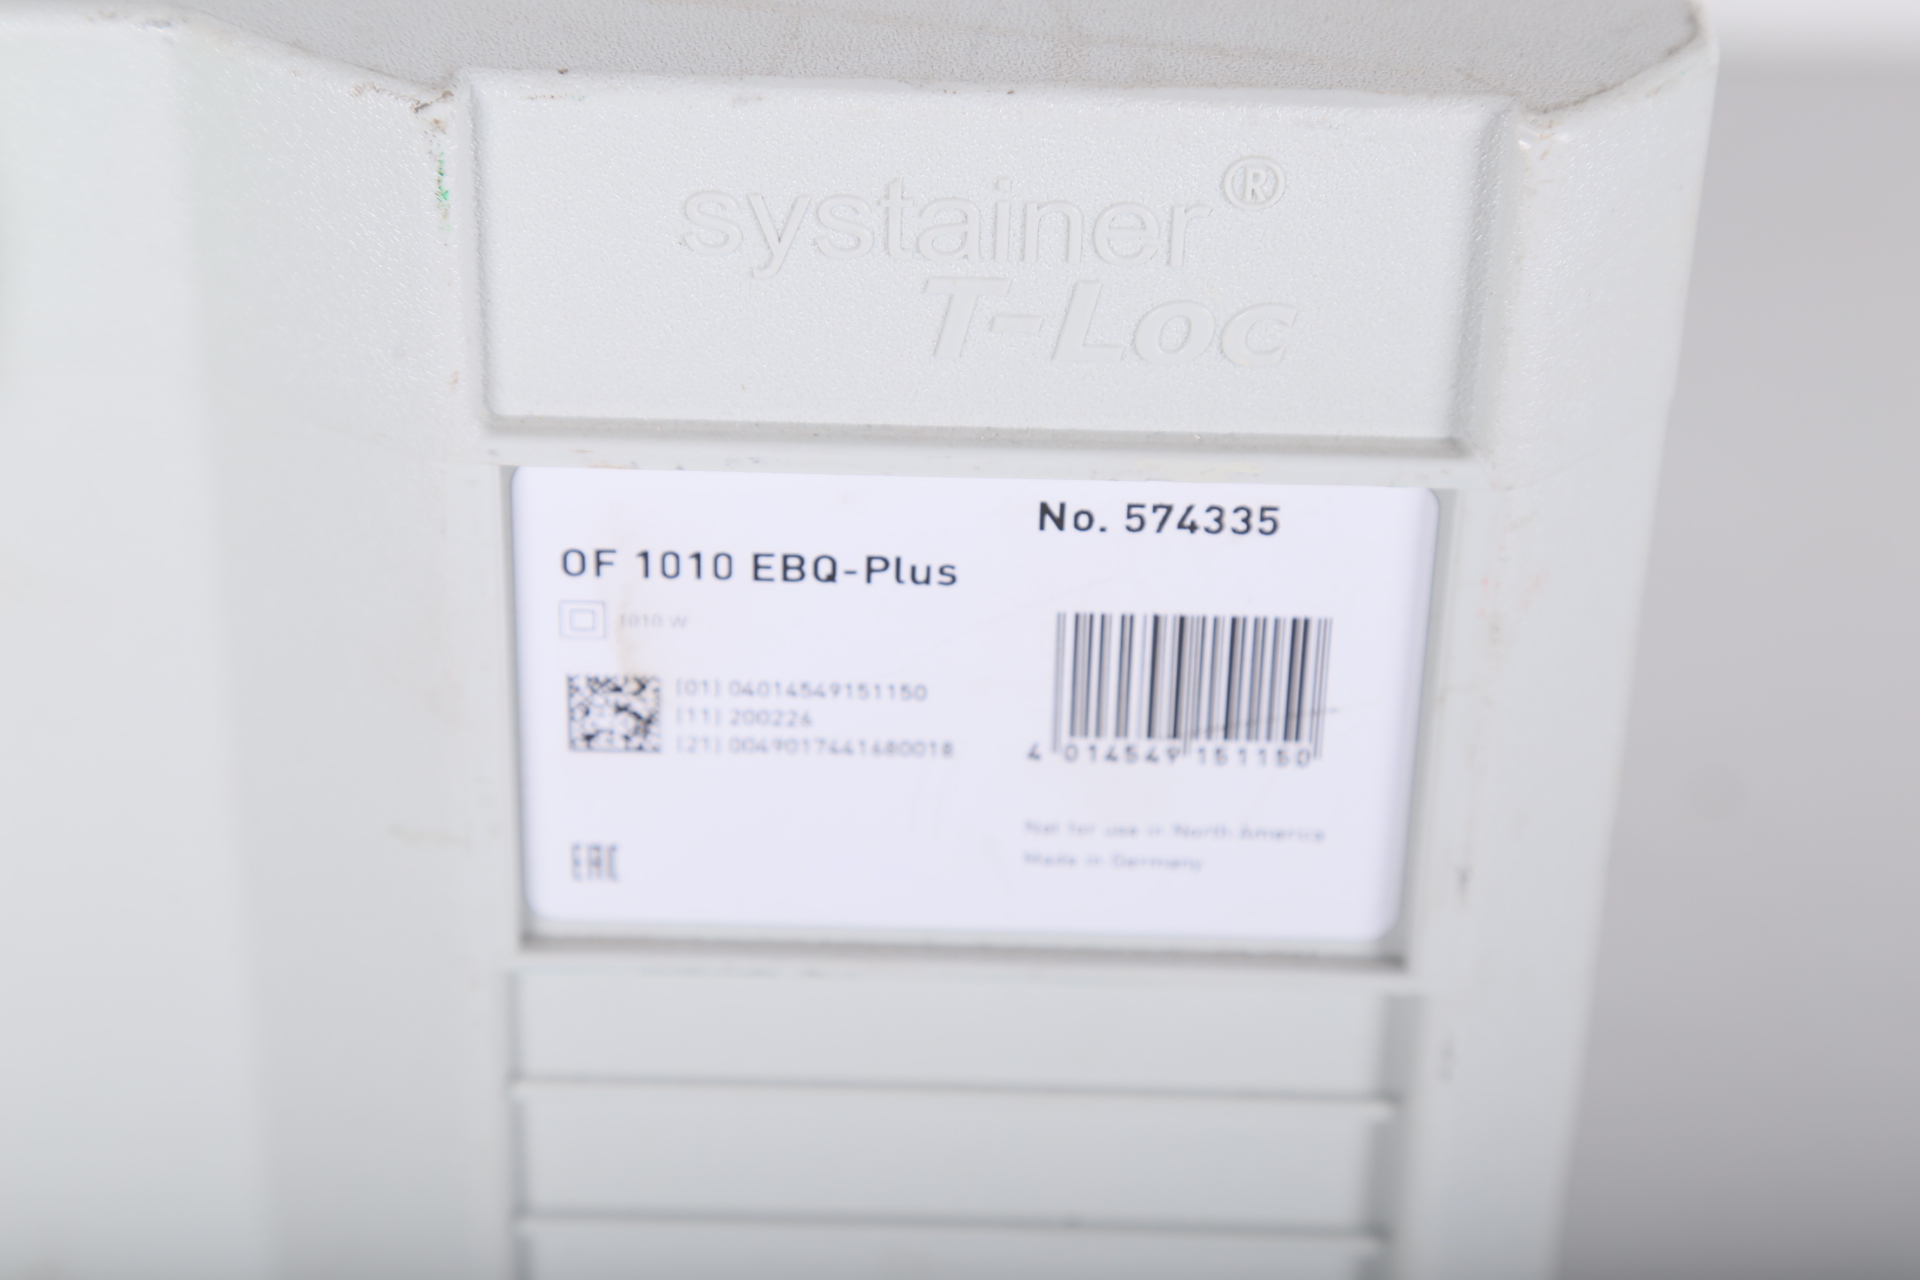 systainer®
T-Loc
No. 574335
OF 1010 EBQ-Plus
1010 W
(01) 04014549151150
(11) 200226
(21) 0049017441680018
4 014549 151150
Not for use in North America
Made in Germany
EAC